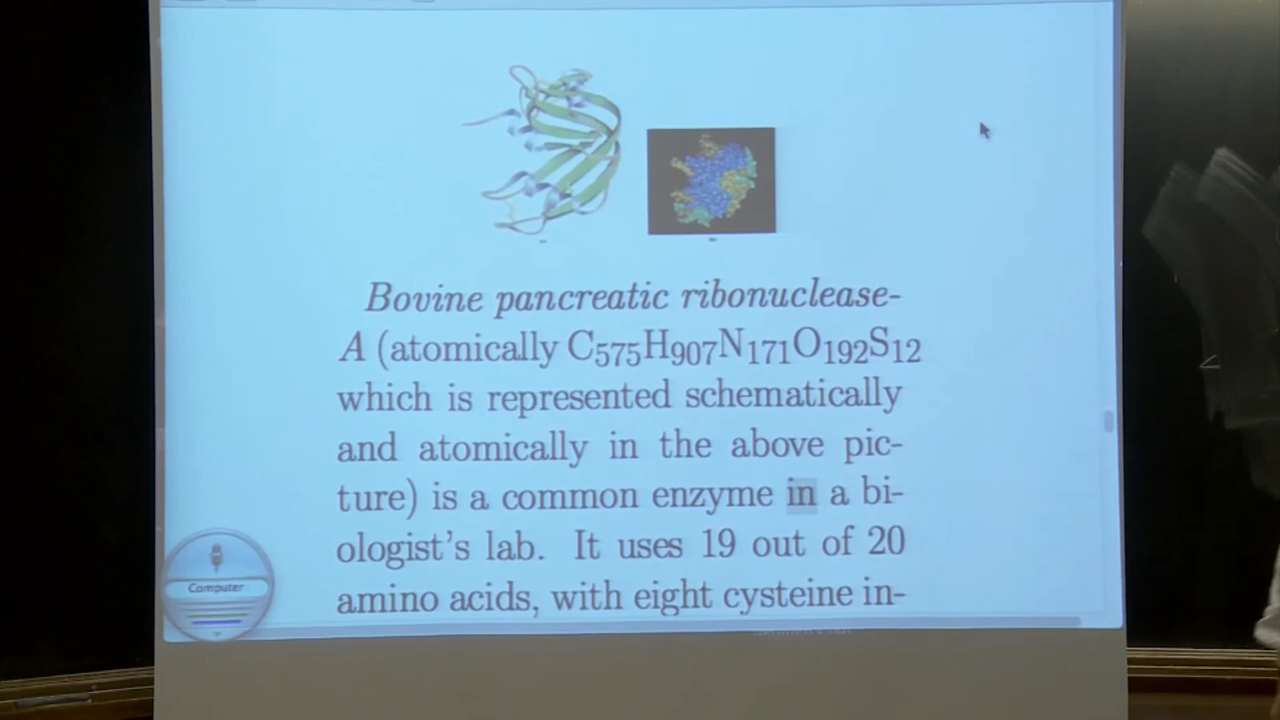 Bovine pancreatic ribonuclease-
A (atomically C575H907N171O192S12
which is represented schematically
and atomically in the above pic-
ture) is a common enzyme in a bi-
ologist's lab. It uses 19 out of 20
amino acids, with eight cysteine in-
Computer